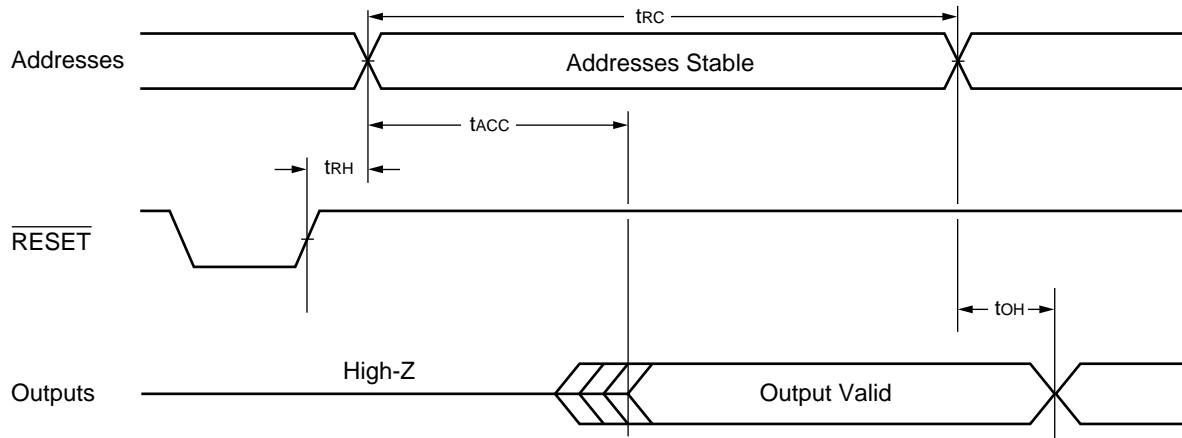 tRC
Addresses
Addresses Stable
tACC
tRH
RESET
tOH
High-Z
Outputs
Output Valid